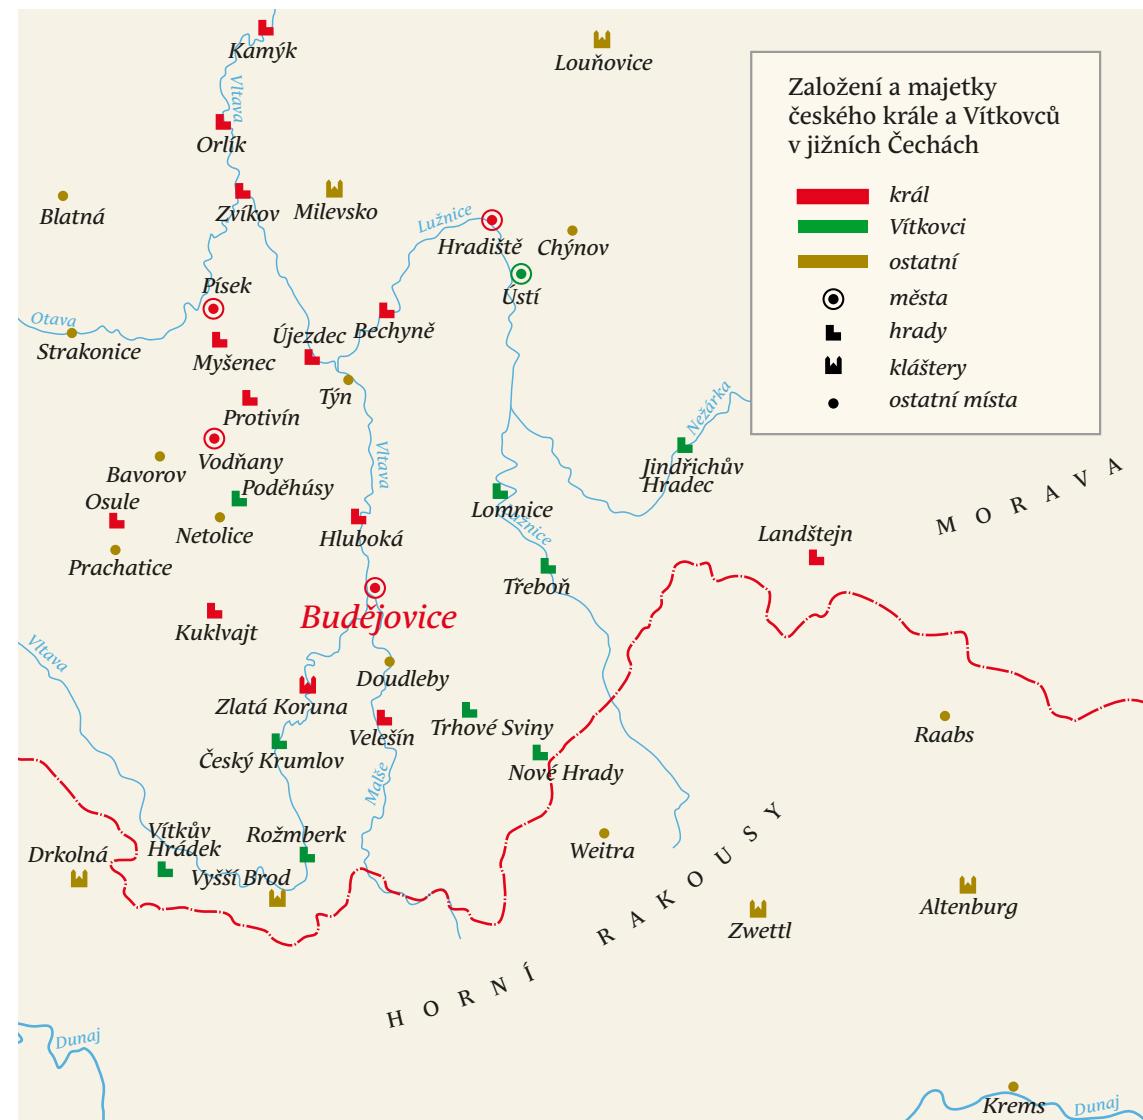 Kamýk
Louňovice
Založení a majetky
českého krále a Vítkovců
v jižních Čechách
král
Vítkovci
ostatní
města
hrady
kláštery
ostatní místa
Vltava
Orlík
Blatná
Zvíkov
Milevsko
Lužnice
Hradiště
Chýnov
Ústí
Písek
Otava
Strakonice
Myšenec
Újezdec
Bechyně
Týn
Protivín
Nežárka
Vodňany
Vltava
Bavorov
Poděhúsy
Jindřichův
Hradec
Osule
Netolice
Hluboká
Lomnice
Lužnice
MORAVA
Landštejn
Prachatice
Třeboň
Budějovice
Kuklvajt
Vltava
Doudleby
Zlatá Koruna
Velešín
Trhové Sviny
Raabs
Český Krumlov
Nové Hrady
Malše
Vítkův
Hrádek
Rožmberk
Weitra
Drkolná
Vyšší Brod
HORNÍ RAKOUSY
Altenburg
Zwettl
Dunaj
Krems
Dunaj